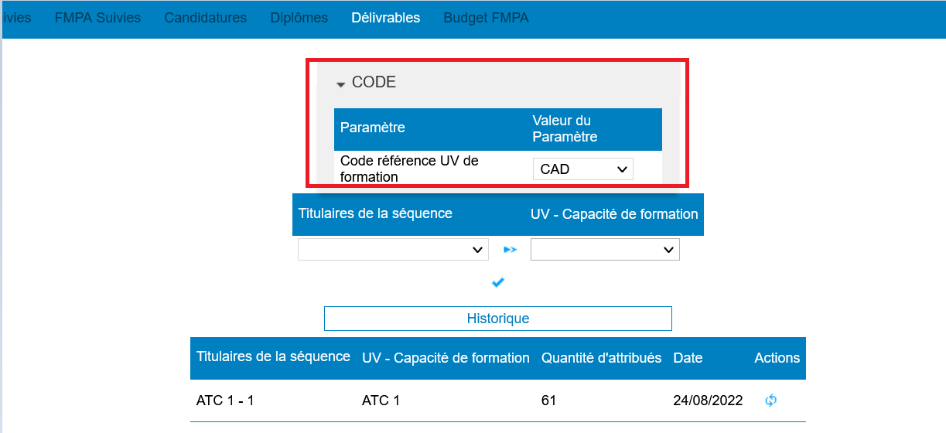 ivies FMPA Suivies Candidatures Diplômes Délivrables Budget FMPA
CODE
Paramètre Valeur du Paramètre
Code référence UV de formation CAD
Titulaires de la séquence UV - Capacité de formation
Historique
Titulaires de la séquence UV - Capacité de formation Quantité d'attribués Date Actions
ATC 1 - 1 ATC 1 61 24/08/2022